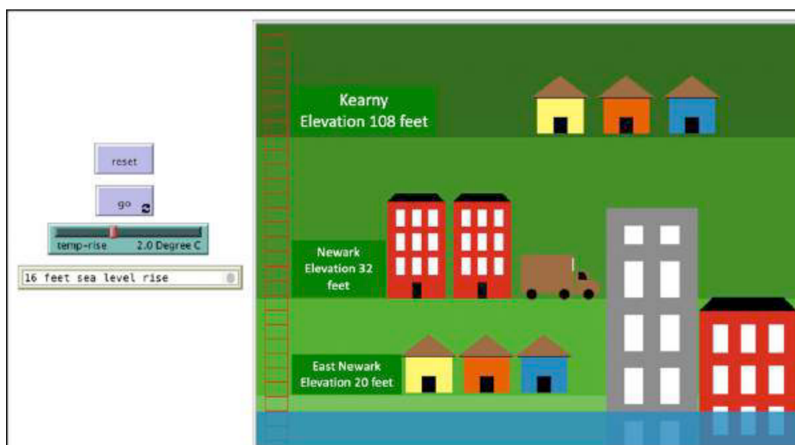 reset
go
temp-rise 2.0 Degree C
16 feet sea level rise
Kearny
Elevation 108 feet
Newark
Elevation 32
feet
East Newark
Elevation 20 feet